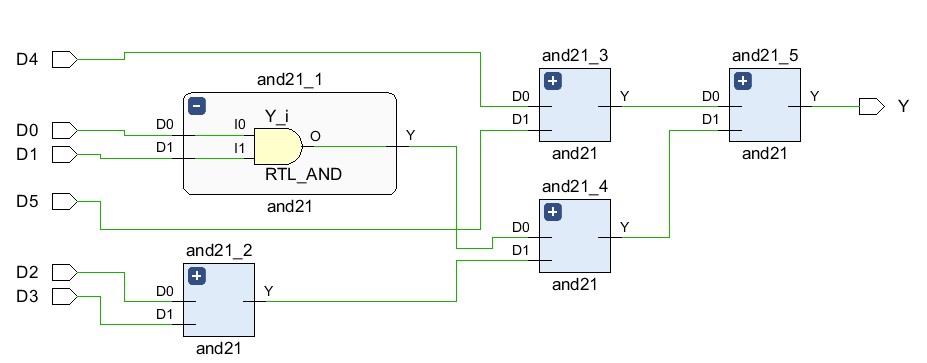 D4
D0
D1
D5
D2
D3
and21_1
D0
D1
I0
I1
Y_i
O
RTL_AND
Y
and21
and21_2
D0
D1
Y
and21
and21_3
D0
D1
Y
and21
and21_4
D0
D1
Y
and21
and21_5
D0
D1
Y
and21
Y